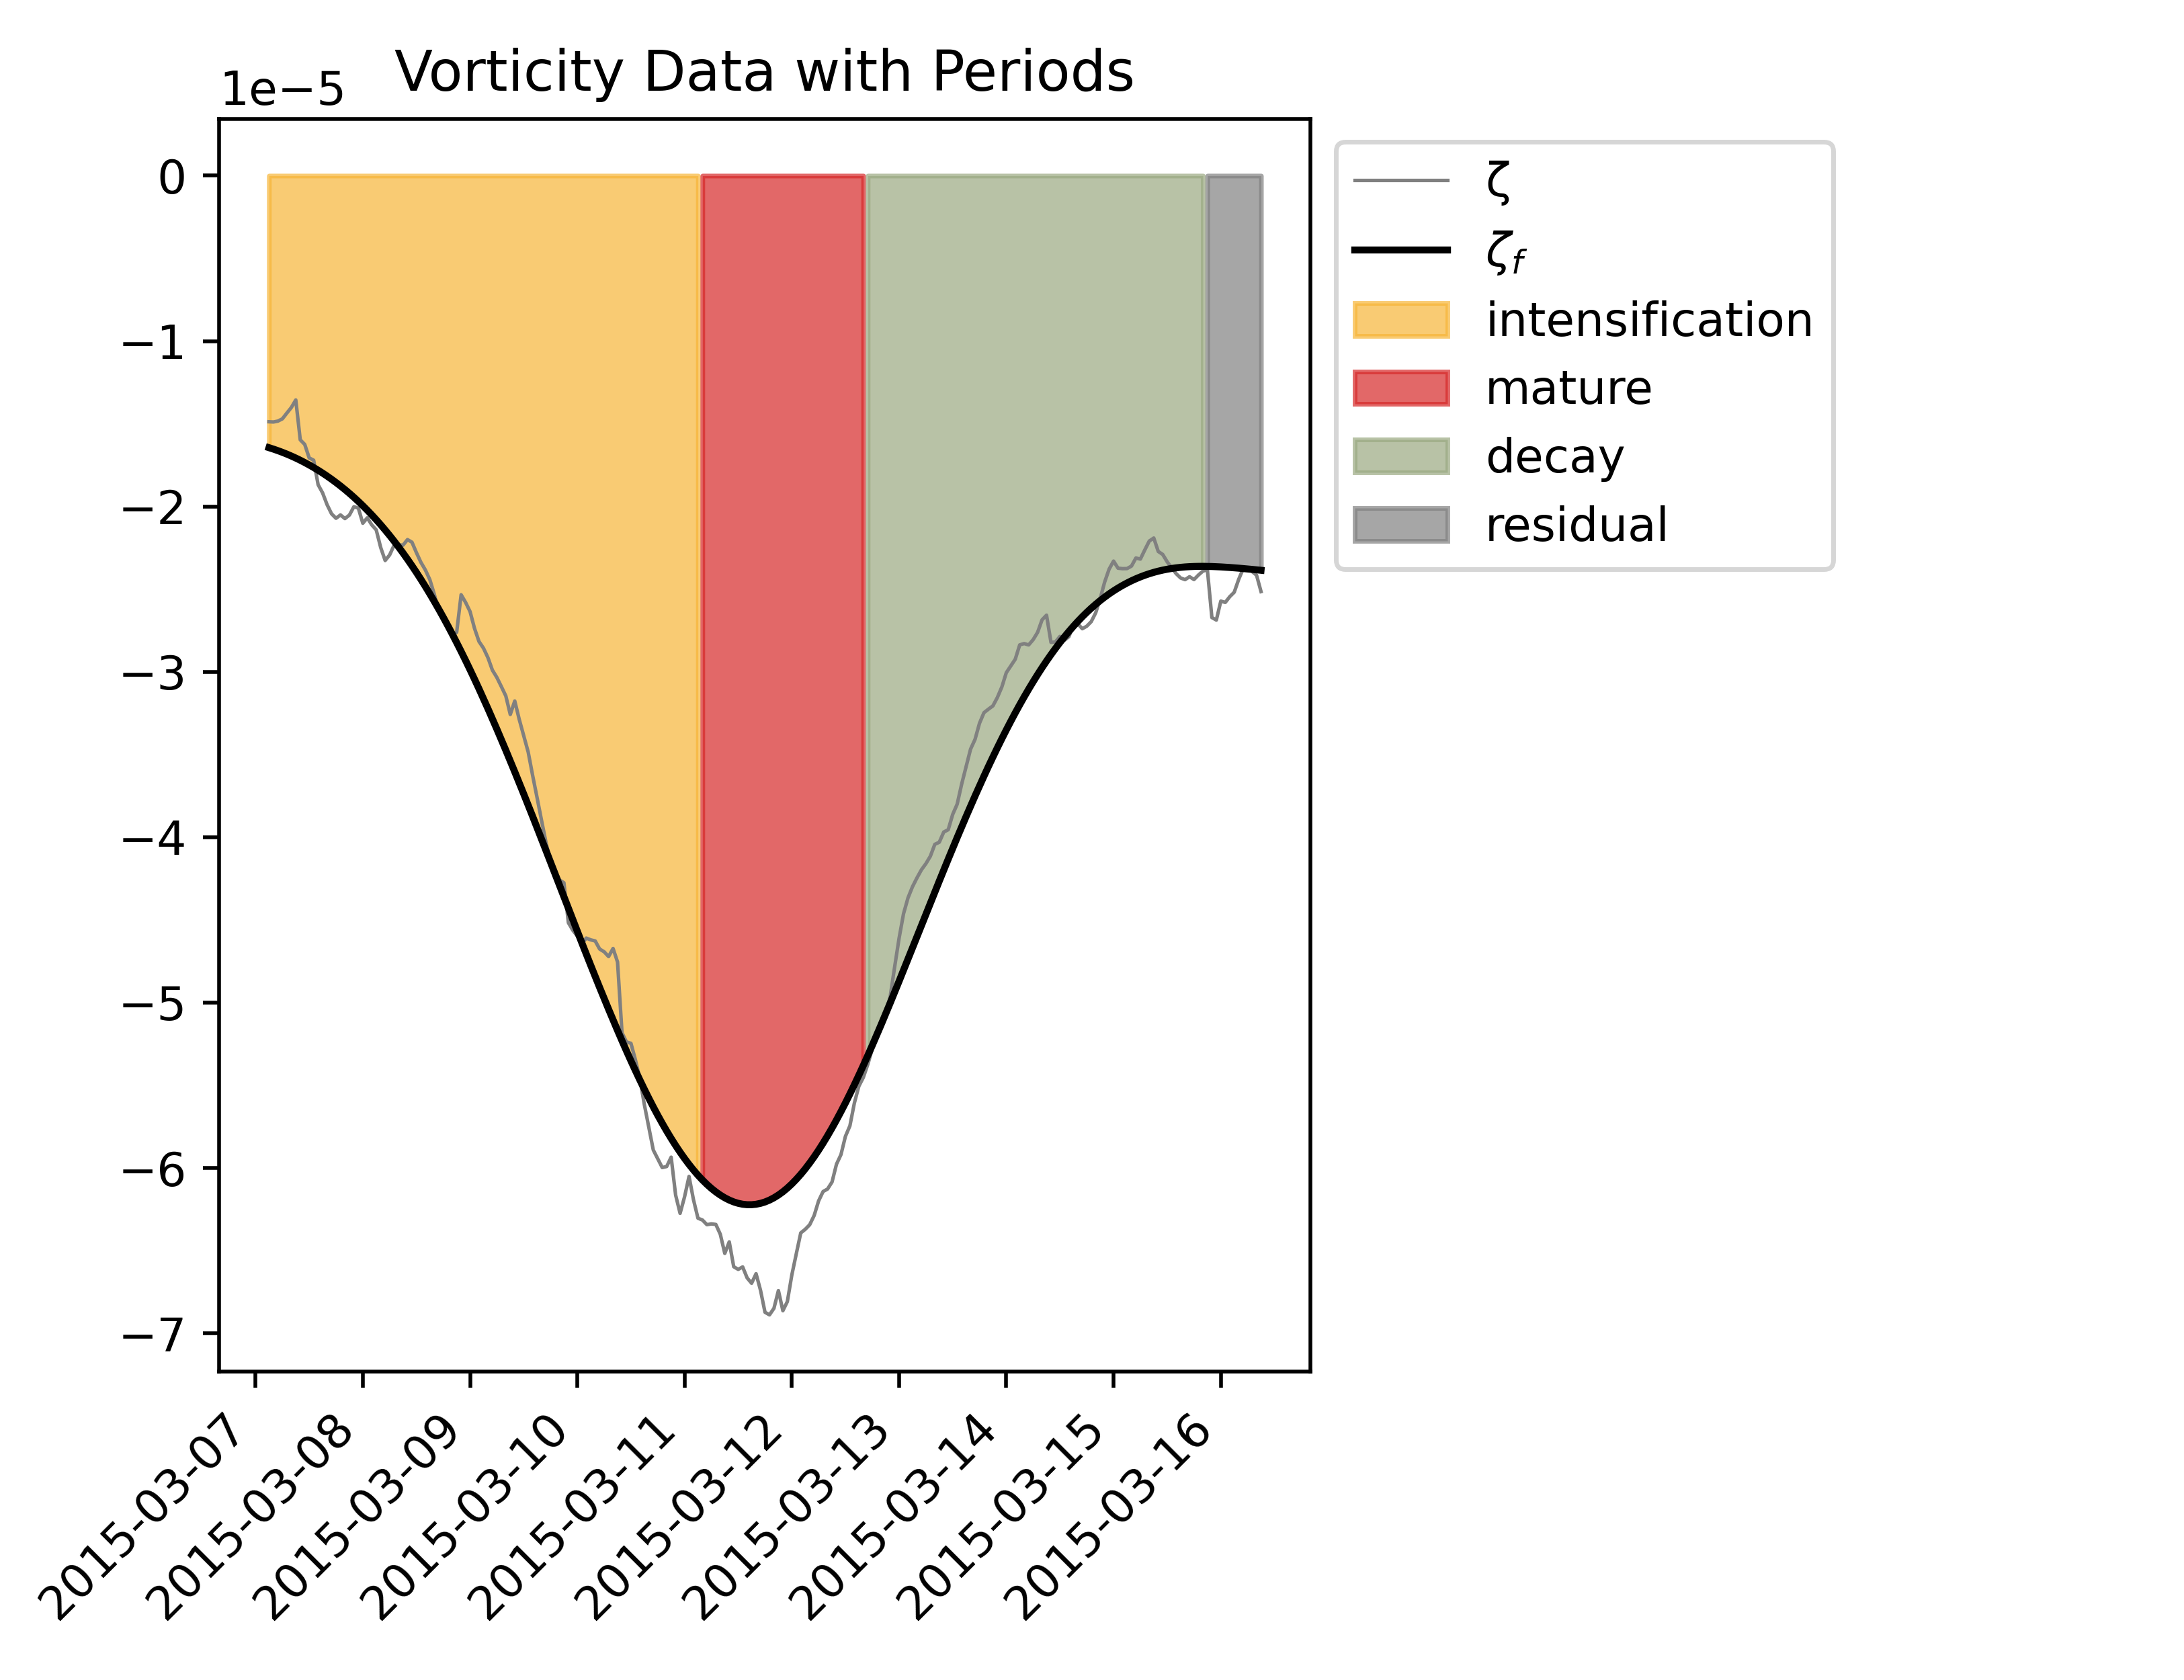 Vorticity Data with Periods
1e−5
0
−1
−2
−3
−4
−5
−6
−7
2015-03-07
2015-03-08
2015-03-09
2015-03-10
2015-03-11
2015-03-12
2015-03-13
2015-03-14
2015-03-15
2015-03-16
ζ
ζf
intensification
mature
decay
residual